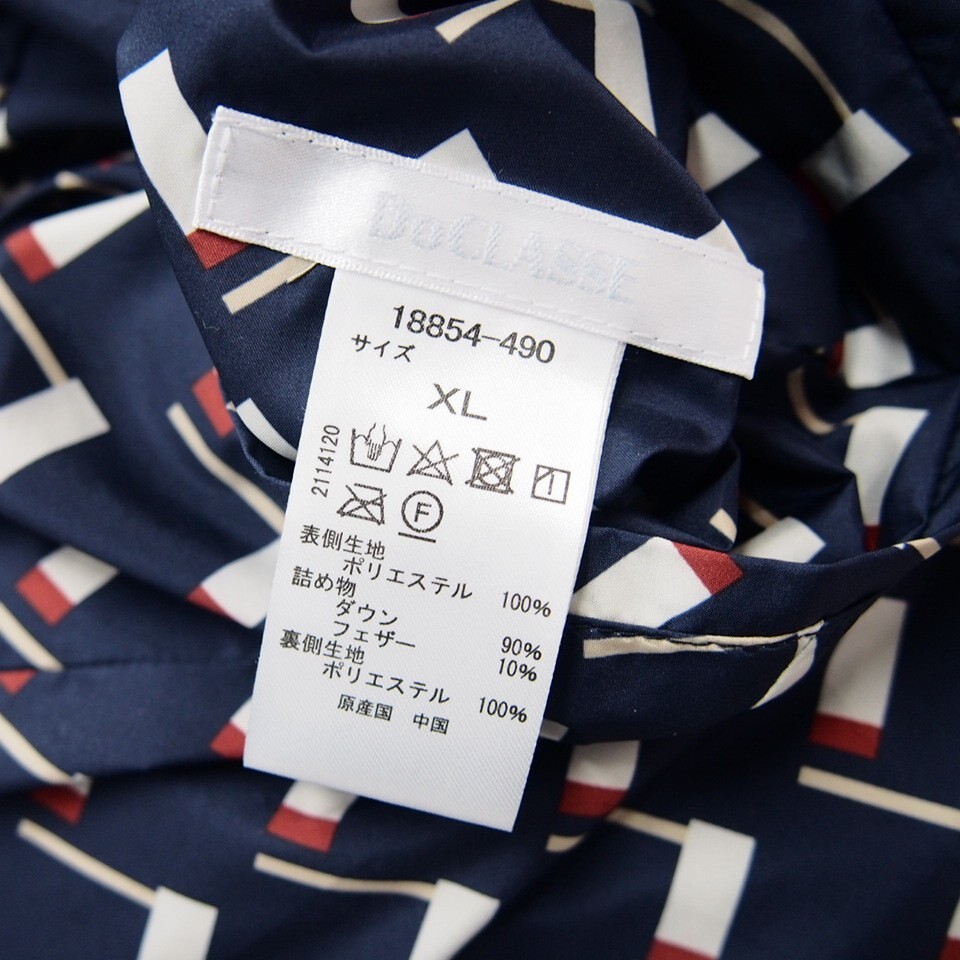 DoCLASSE
18854-490
サイズ
XL
2114120
F
表側生地
ポリエステル 100%
詰め物
ダウン 90%
フェザー 10%
裏側生地
ポリエステル 100%
原産国 中国